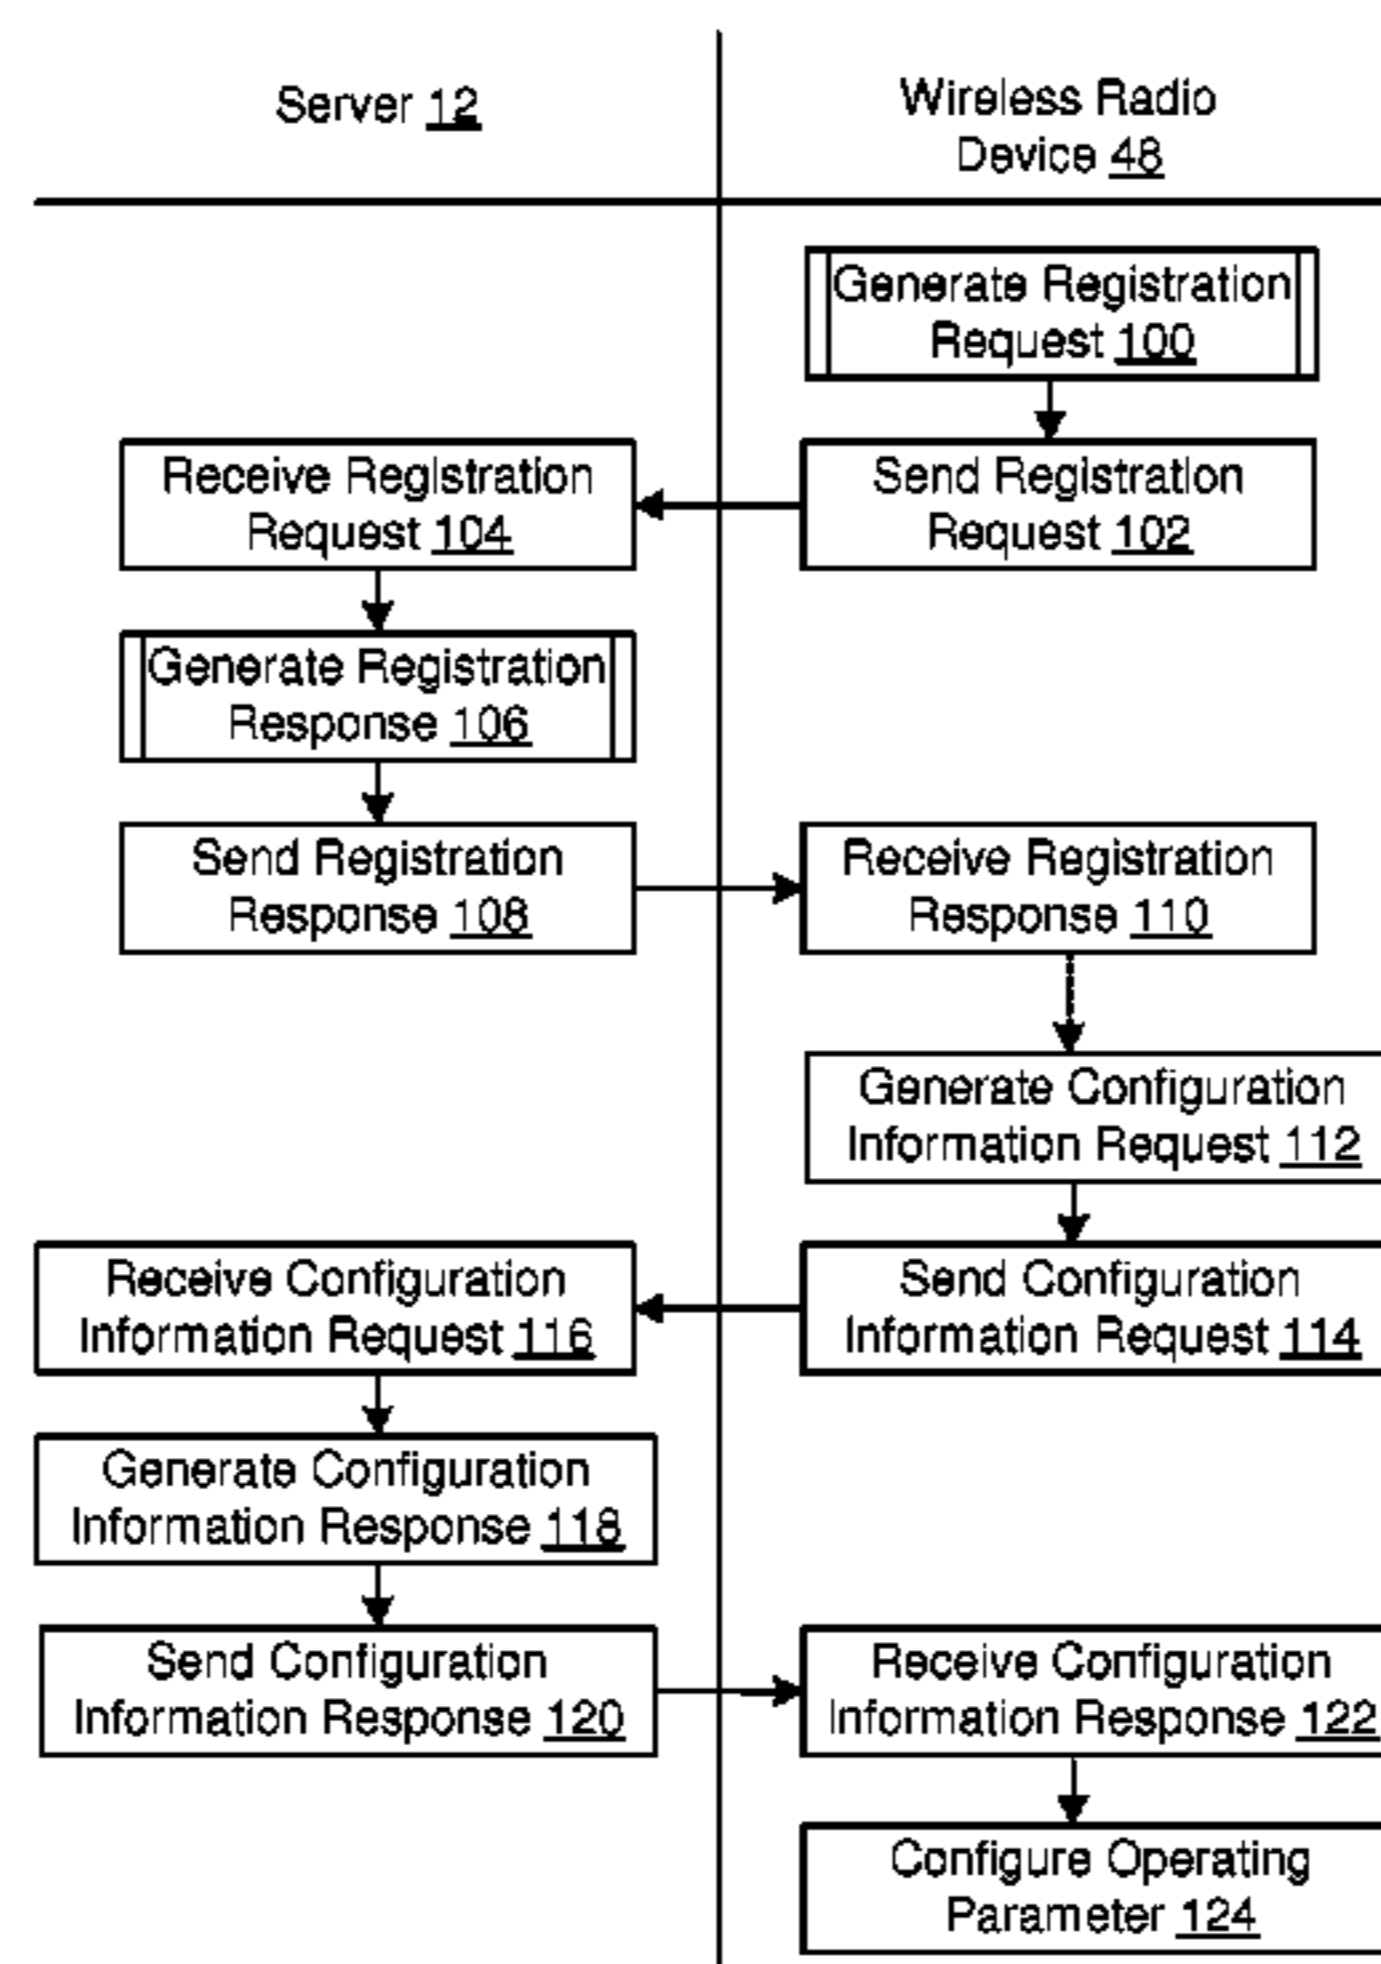 Server 12
Wireless Radio
Device 48
Generate Registration
Request 100
Receive Registration
Request 104
Send Registration
Request 102
Generate Registration
Response 106
Send Registration
Response 108
Receive Registration
Response 110
Generate Configuration
Information Request 112
Receive Configuration
Information Request 116
Send Configuration
Information Request 114
Generate Configuration
Information Response 118
Send Configuration
Information Response 120
Receive Configuration
Information Response 122
Configure Operating
Parameter 124